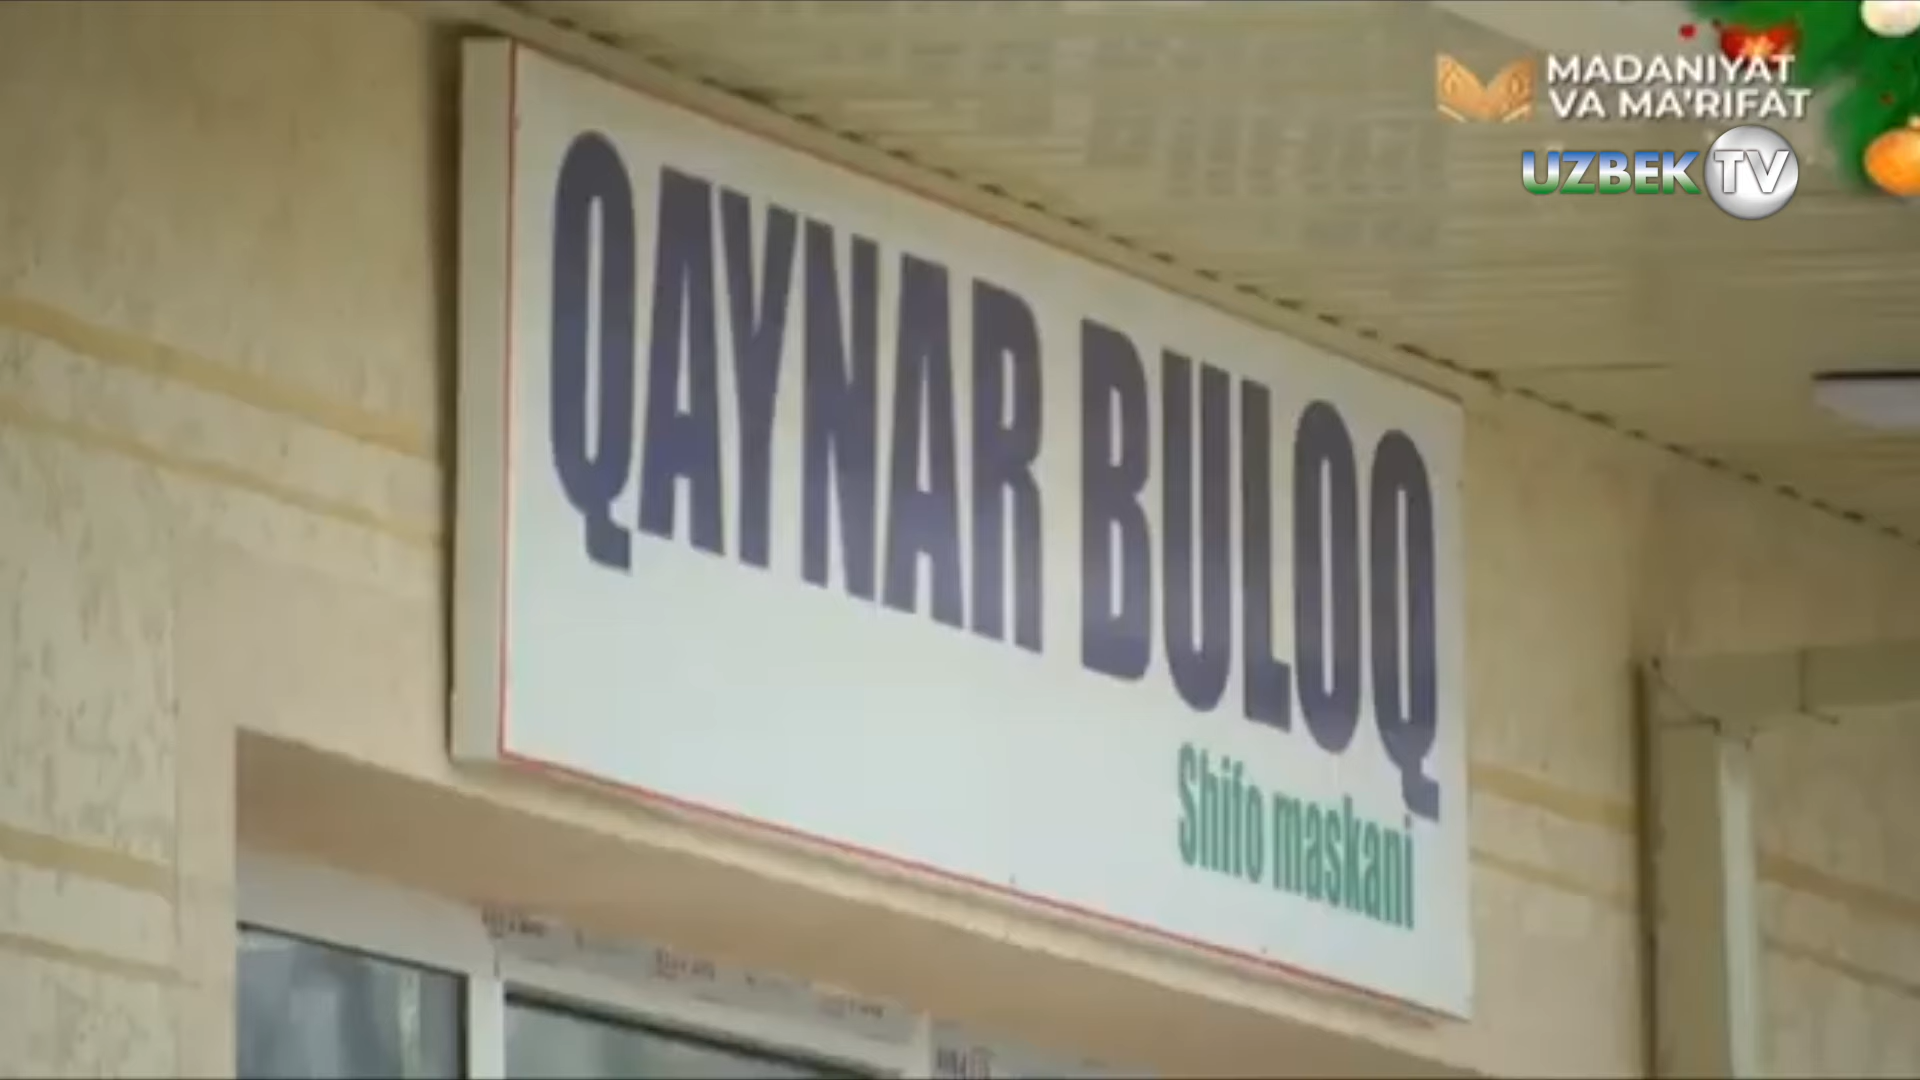 MADANIYAT
VA MA'RIFAT
UZBEK TV
QAYNAR BULOQ
Shifo maskani